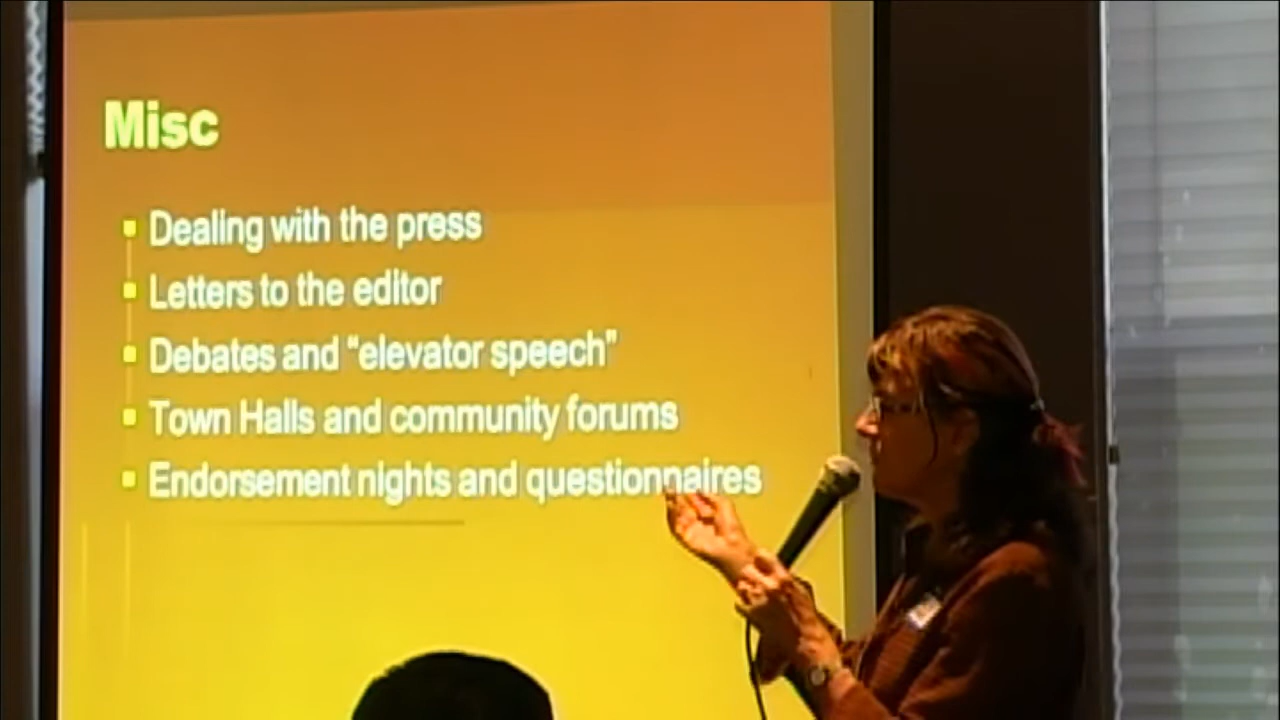 Misc
Dealing with the press
Letters to the editor
Debates and “elevator speech”
Town Halls and community forums
Endorsement nights and questionnaires